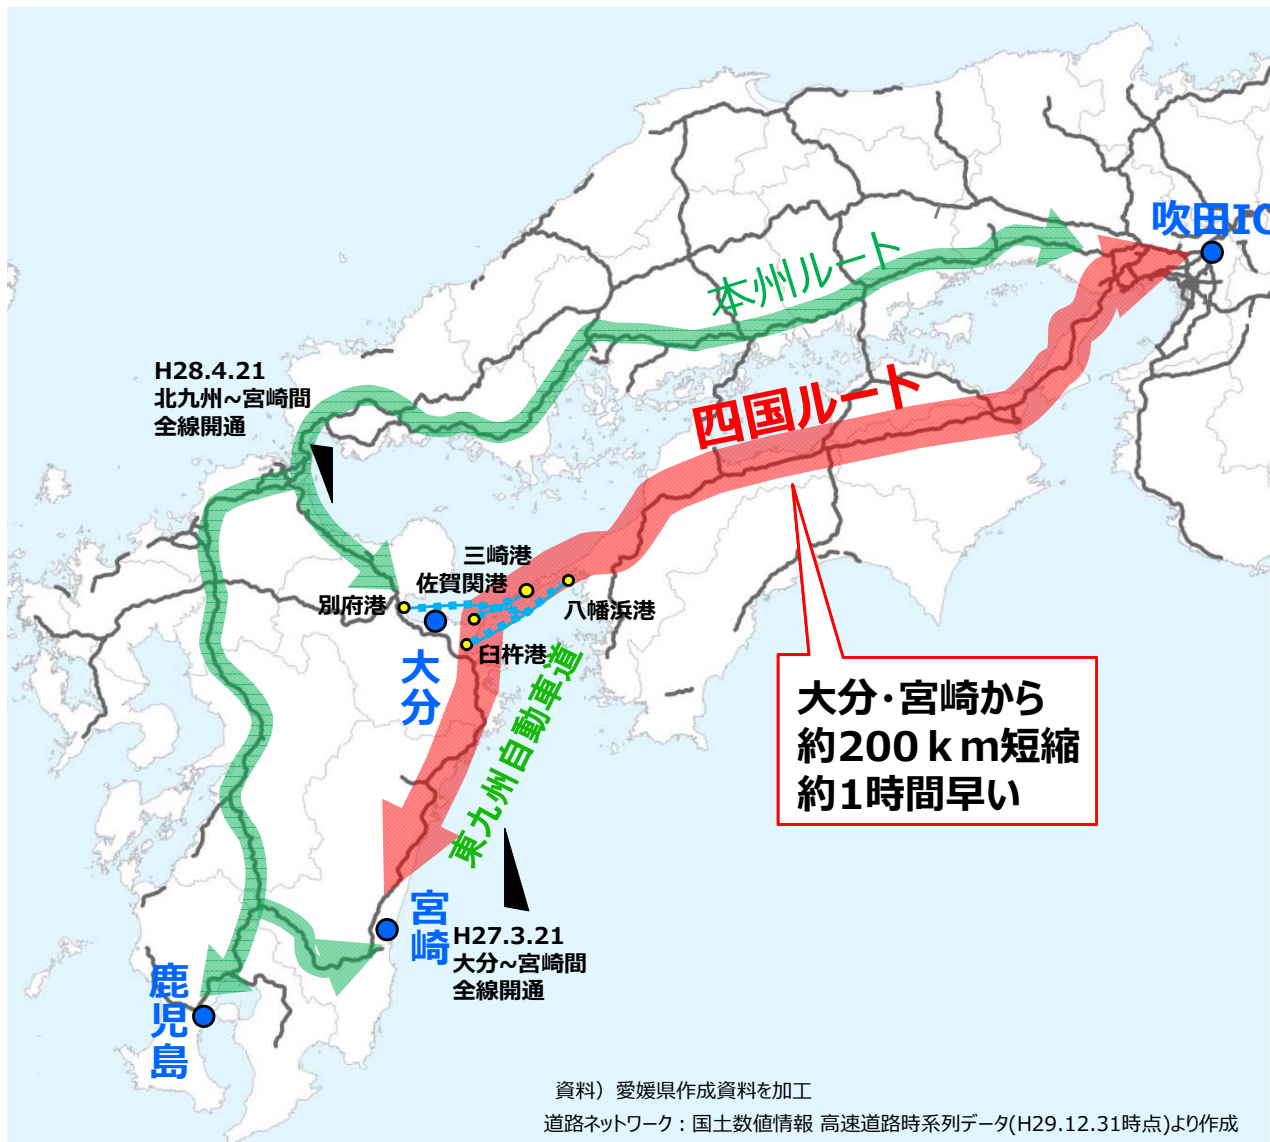 吹田IC
本州ルート
H28.4.21
北九州~宮崎間
全線開通
四国ルート
三崎港
佐賀関港
別府港
八幡浜港
臼杵港
大分
東九州自動車道
大分・宮崎から
約200km短縮
約1時間早い
宮崎
H27.3.21
大分~宮崎間
全線開通
鹿児島
資料）愛媛県作成資料を加工
道路ネットワーク：国土数値情報 高速道路時系列データ(H29.12.31時点)より作成